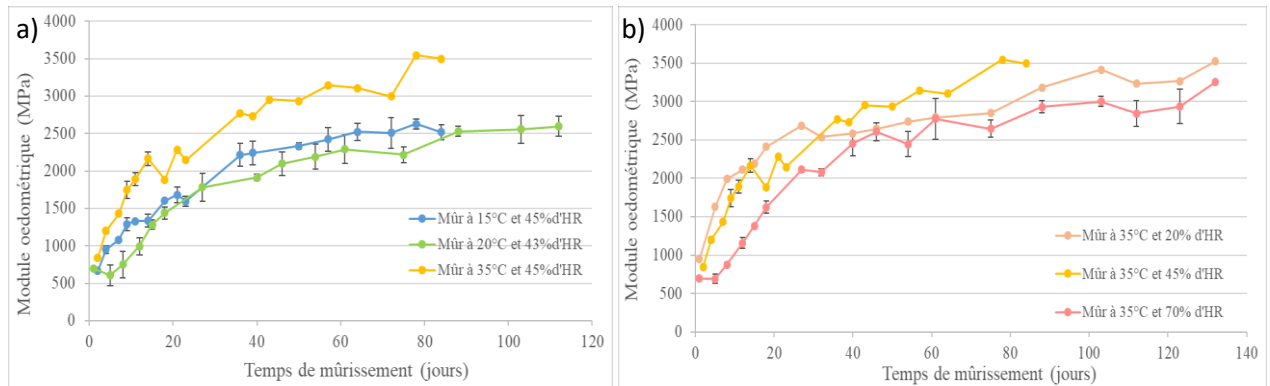 a)
4000
3500
3000
2500
2000
1500
1000
500
0
Module oedométrique (MPa)
0 20 40 60 80 100 120
Temps de mûrissement (jours)
Mûr à 15°C et 45%d'HR
Mûr à 20°C et 43%d'HR
Mûr à 35°C et 45%d'HR
b)
4000
3500
3000
2500
2000
1500
1000
500
0
Module oedométrique (MPa)
0 20 40 60 80 100 120 140
Temps de mûrissement (jours)
Mûr à 35°C et 20% d'HR
Mûr à 35°C et 45% d'HR
Mûr à 35°C et 70% d'HR